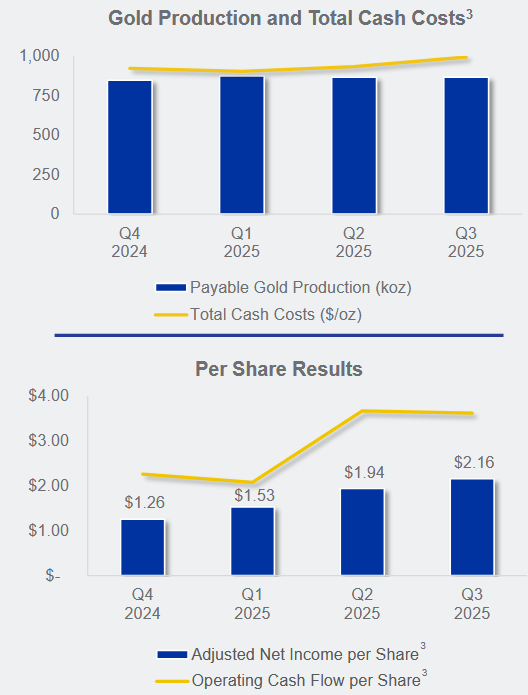 Gold Production and Total Cash Costs³
1,000
750
500
250
0
Q4 Q1 Q2 Q3
2024 2025 2025 2025
Payable Gold Production (koz)
Total Cash Costs ($/oz)
Per Share Results
$4.00
$3.00
$2.00
$1.00
$-
$1.26 $1.53 $1.94 $2.16
Q4 Q1 Q2 Q3
2024 2025 2025 2025
Adjusted Net Income per Share³
Operating Cash Flow per Share³